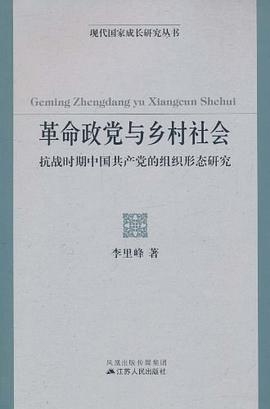 现代国家成长研究丛书
Geming Zhengdang yu Xiangcun Shehui
革命政党与乡村社会
抗战时期中国共产党的组织形态研究
李里峰 著
凤凰出版传媒集团
江苏人民出版社